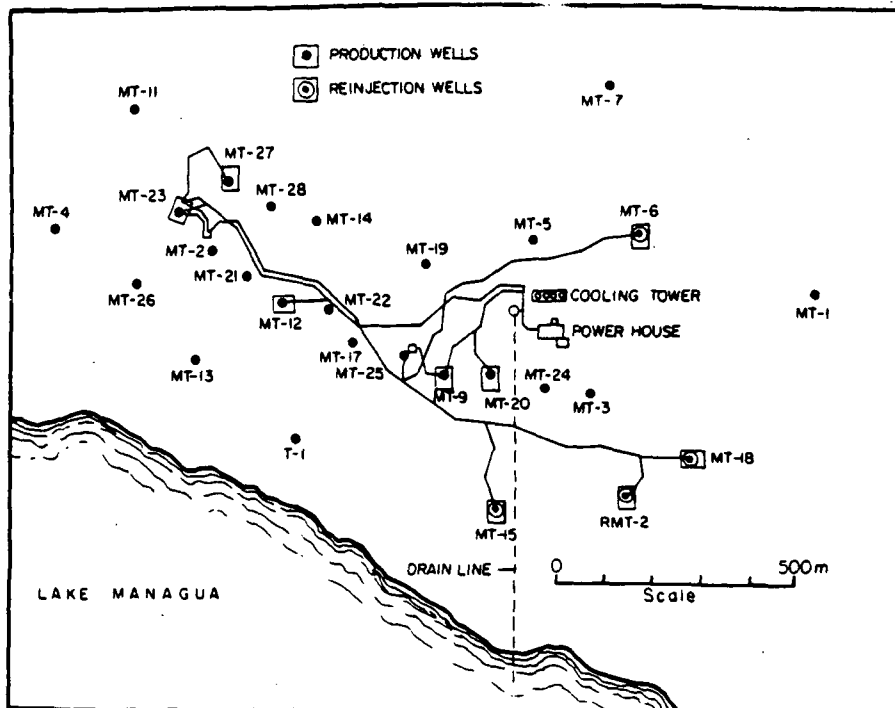 PRODUCTION WELLS
REINJECTION WELLS
MT-11
MT-7
MT-27
MT-23
MT-28
MT-4
MT-14
MT-5
MT-6
MT-2
MT-19
MT-21
MT-26
COOLING TOWER
MT-22
MT-12
MT-1
POWER HOUSE
MT-17
MT-13
MT-25
MT-24
MT-9
MT-20
MT-3
T-1
MT-18
MT-15
RMT-2
DRAIN LINE
0 500m
Scale
LAKE MANAGUA